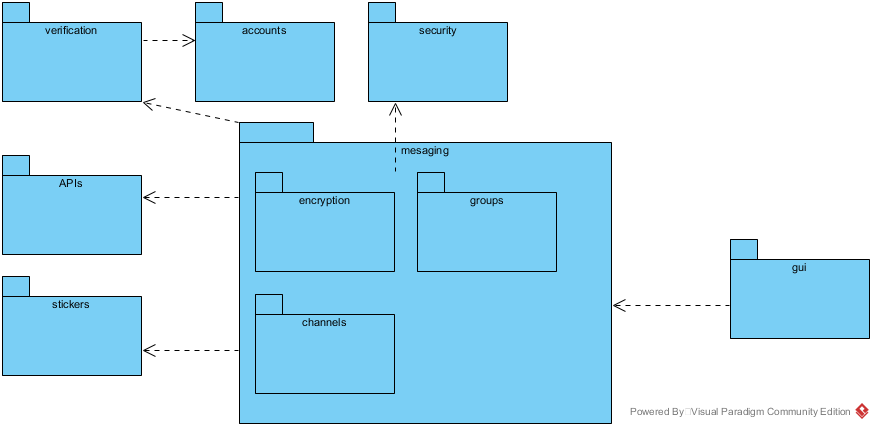 verification
accounts
security
mesaging
APIs
encryption
groups
gui
stickers
channels
Powered By Visual Paradigm Community Edition